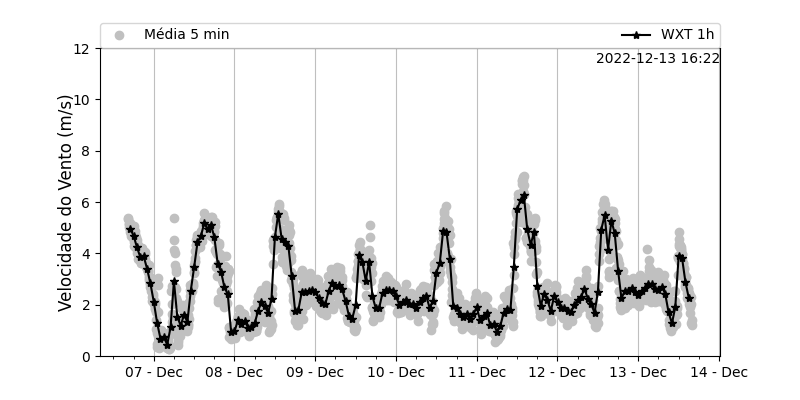 Média 5 min
WXT 1h
2022-12-13 16:22
Velocidade do Vento (m/s)
12
10
8
6
4
2
0
07 - Dec
08 - Dec
09 - Dec
10 - Dec
11 - Dec
12 - Dec
13 - Dec
14 - Dec